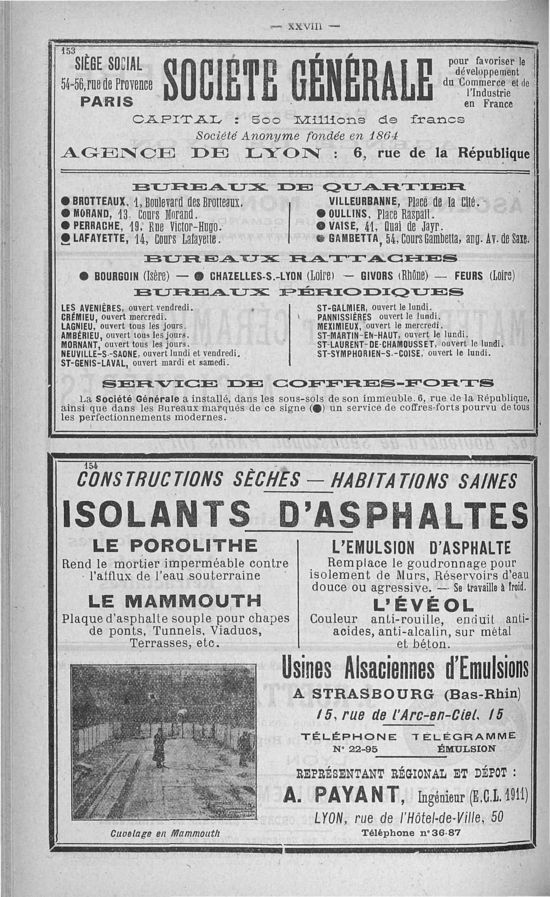 — XXVIII —
153
SIÈGE SOCIAL
54-56, rue de Provence
PARIS
SOCIÉTÉ GÉNÉRALE
pour favoriser le
développement
du Commerce et de
l'Industrie
en France
CAPITAL : 500 Millions de francs
Société Anonyme fondée en 1864
AGENCE DE LYON : 6, rue de la République
BUREAUX DE QUARTIER
● BROTTEAUX, 1, Boulevard des Brotteaux.
● MORAND, 13, Cours Morand.
● PERRACHE, 19, Rue Victor-Hugo.
● LAFAYETTE, 14, Cours Lafayette.
VILLEURBANNE, Place de la Cité.
● OULLINS, Place Raspail.
● VAISE, 41, Quai de Jayr.
● GAMBETTA, 54, Cours Gambetta, ang. Av. de Saxe.
BUREAUX RATTACHES
● BOURGOIN (Isère) — ● CHAZELLES-S.-LYON (Loire) — GIVORS (Rhône) — FEURS (Loire)
BUREAUX PÉRIODIQUES
LES AVENIÈRES, ouvert vendredi.
CRÉMIEU, ouvert mercredi.
LAGNIEU, ouvert tous les jours.
AMBÉRIEU, ouvert tous les jours.
MORNANT, ouvert tous les jours.
NEUVILLE-S.-SAONE, ouvert lundi et vendredi.
ST-GENIS-LAVAL, ouvert mardi et samedi.
ST-GALMIER, ouvert le lundi.
PANNISSIÈRES ouvert le lundi.
MEXIMIEUX, ouvert le mercredi.
ST-MARTIN-EN-HAUT, ouvert le lundi.
ST-LAURENT-DE-CHAMOUSSET, ouvert le lundi.
ST-SYMPHORIEN-S.-COISE, ouvert le lundi.
SERVICE DE COFFRES-FORTS
La Société Générale a installé, dans les sous-sols de son immeuble, 6, rue de la République,
ainsi que dans les Bureaux marqués de ce signe (●) un service de coffres-forts pourvu de tous
les perfectionnements modernes.
154
CONSTRUCTIONS SÈCHES — HABITATIONS SAINES
ISOLANTS D'ASPHALTES
LE POROLITHE
Rend le mortier imperméable contre
l'afflux de l'eau souterraine
LE MAMMOUTH
Plaque d'asphalte souple pour chapes
de ponts, Tunnels, Viaducs,
Terrasses, etc.
L'EMULSION D'ASPHALTE
Remplace le goudronnage pour
isolement de Murs, Réservoirs d'eau
douce ou agressive. — Se travaille à froid.
L'ÉVÉOL
Couleur anti-rouille, enduit anti-
acides, anti-alcalin, sur métal
et béton.
Cuvelage en Mammouth
Usines Alsaciennes d'Emulsions
A STRASBOURG (Bas-Rhin)
15, rue de l'Arc-en-Ciel, 15
TÉLÉPHONE TÉLÉGRAMME
N° 22-95 ÉMULSION
REPRÉSENTANT RÉGIONAL ET DÉPOT :
A. PAYANT, Ingénieur (E.C.L. 1911)
LYON, rue de l'Hôtel-de-Ville, 50
Téléphone n° 36-87